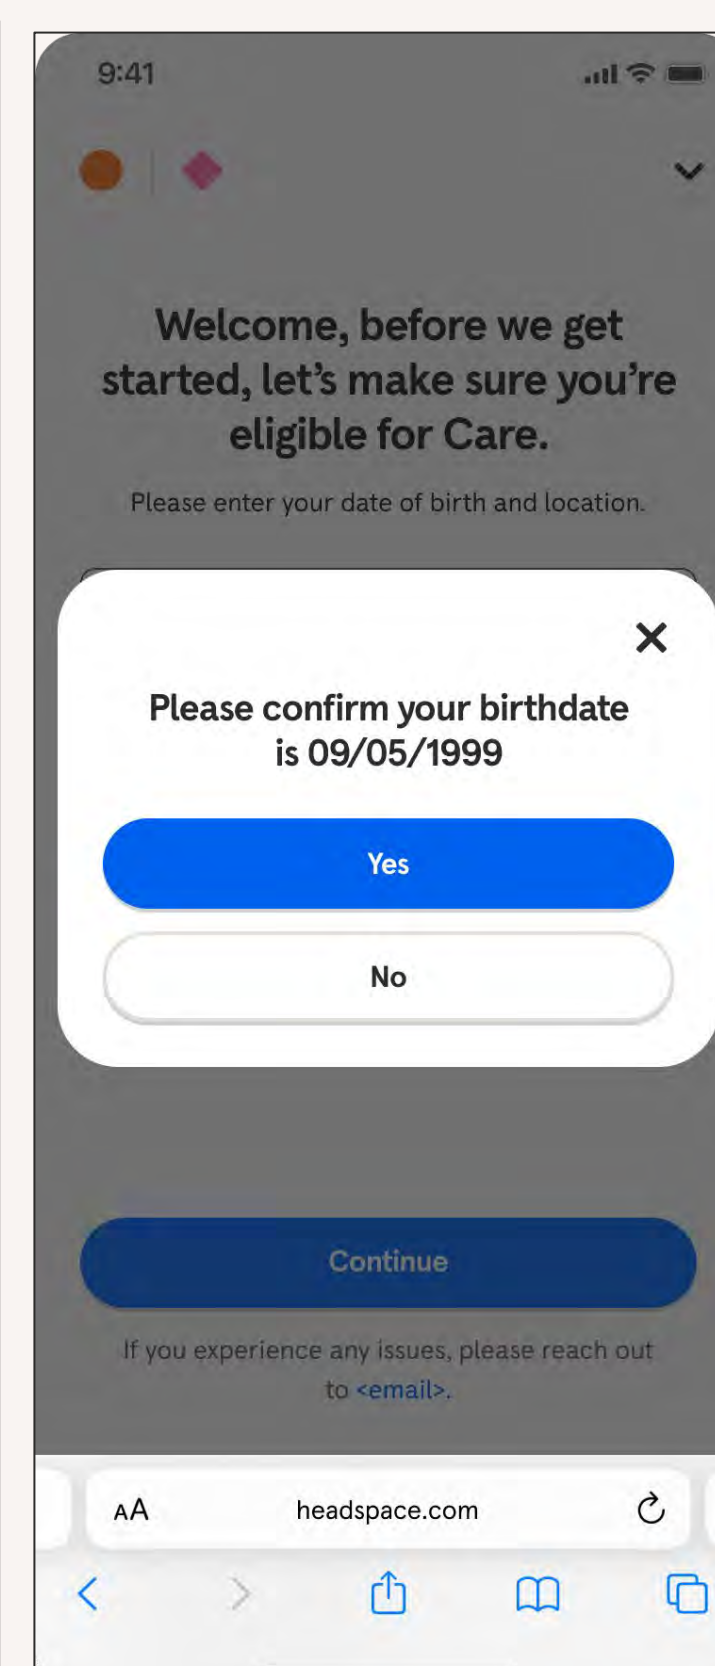 9:41
Welcome, before we get
started, let's make sure you're
eligible for Care.
Please enter your date of birth and location.
Please confirm your birthdate
is 09/05/1999
Yes
No
Continue
If you experience any issues, please reach out
to <email>.
AA
headspace.com